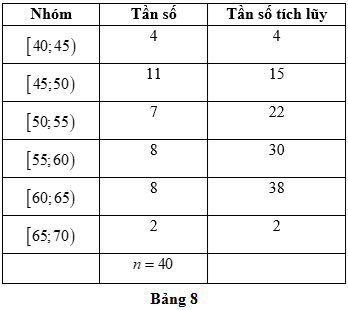 Nhóm Tần số Tần số tích lũy
[40;45) 4 4
[45;50) 11 15
[50;55) 7 22
[55;60) 8 30
[60;65) 8 38
[65;70) 2 2
n = 40
Bảng 8